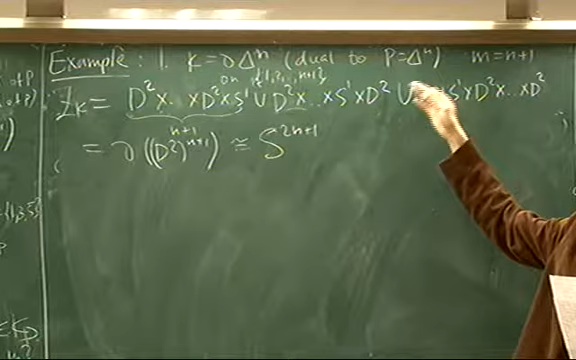 Example: 1. K = ∂Δⁿ (dual to P = Δⁿ) m = n+1
on {1,2,..,n+1}
Z_K = D²×··×D²×S¹ ∪ D²×..×S¹×D² ∪ S¹×D²×..×D²
n+1
= ∂((D²)ⁿ⁺¹) ≅ S²ⁿ⁺¹